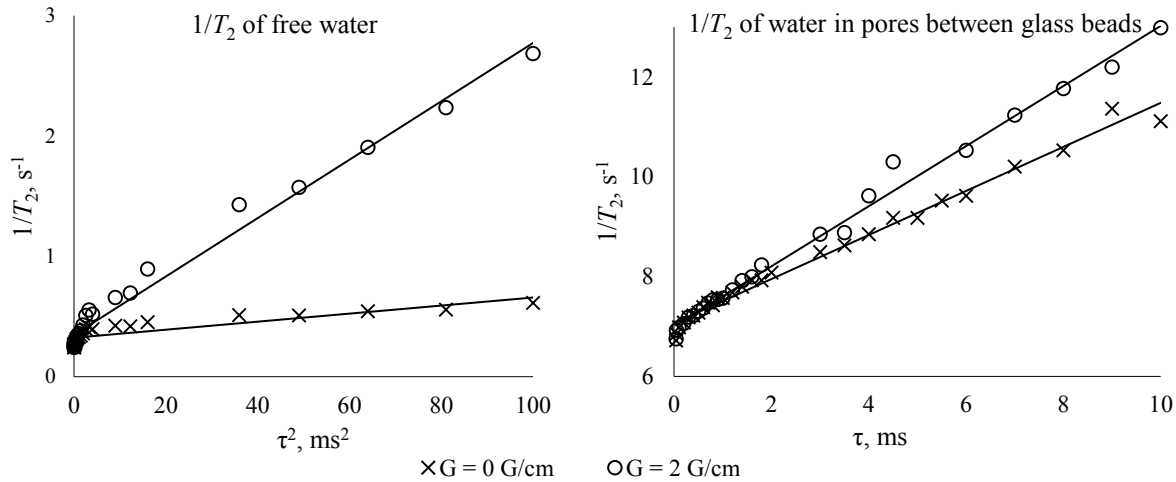 1/T₂ of free water
3
2
1
0
1/T₂, s⁻¹
0
20
40
60
80
100
τ², ms²
1/T₂ of water in pores between glass beads
12
10
8
6
1/T₂, s⁻¹
0
2
4
6
8
10
τ, ms
× G = 0 G/cm
○ G = 2 G/cm